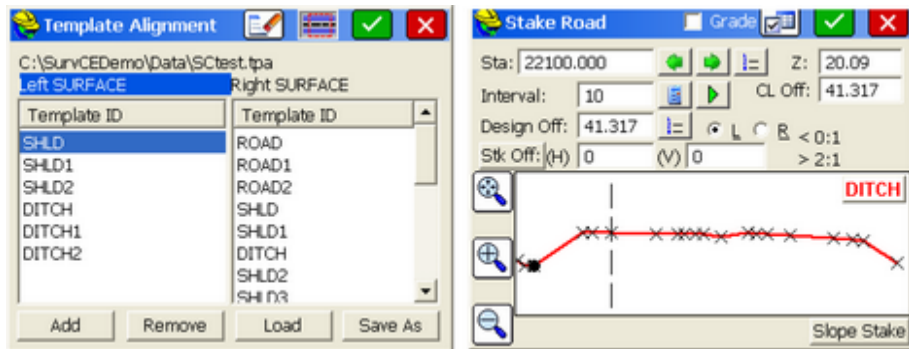 Template Alignment
C:\SurvCEDemo\Data\SCtest.tpa
Left SURFACE Right SURFACE
Template ID Template ID
SHLD ROAD
SHLD1 ROAD1
SHLD2 ROAD2
DITCH SHLD
DITCH1 SHLD1
DITCH2 DITCH
SHLD2
SHLD3
Add Remove Load Save As
Stake Road Grade
Sta: 22100.000 Z: 20.09
Interval: 10 CL Off: 41.317
Design Off: 41.317 L R < 0:1
Stk Off: (H) 0 (V) 0 > 2:1
DITCH
Slope Stake